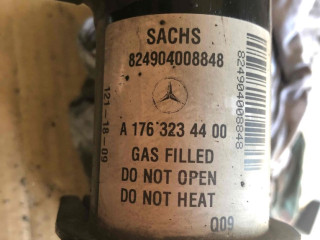 SACHS
824904008848
A 176 323 44 00
GAS FILLED
DO NOT OPEN
DO NOT HEAT
Q09
121-18-09
824904008848